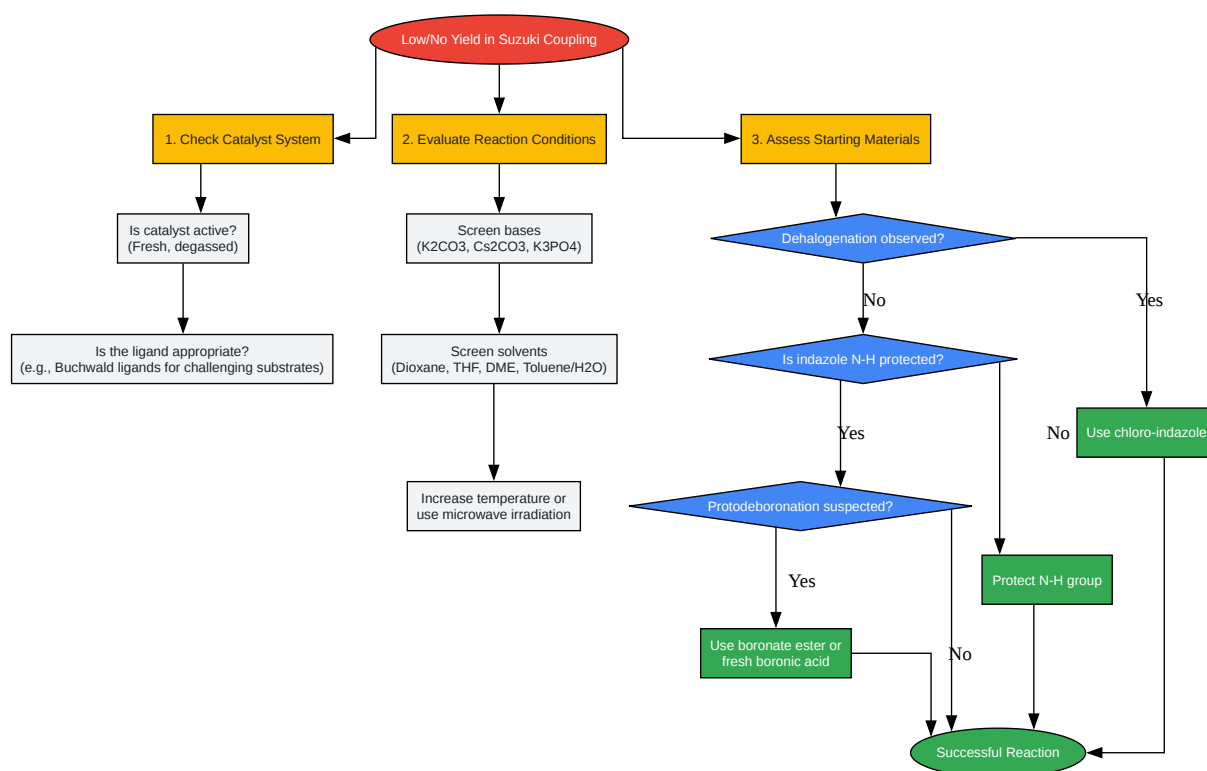 Low/No Yield in Suzuki Coupling
1. Check Catalyst System
2. Evaluate Reaction Conditions
3. Assess Starting Materials
Is catalyst active?
(Fresh, degassed)
Screen bases
(K2CO3, Cs2CO3, K3PO4)
Dehalogenation observed?
No
Yes
Is the ligand appropriate?
(e.g., Buchwald ligands for challenging substrates)
Screen solvents
(Dioxane, THF, DME, Toluene/H2O)
Is indazole N-H protected?
Yes
No
Use chloro-indazole
Increase temperature or
use microwave irradiation
Protodeboronation suspected?
Yes
Protect N-H group
Use boronate ester or
fresh boronic acid
No
Successful Reaction